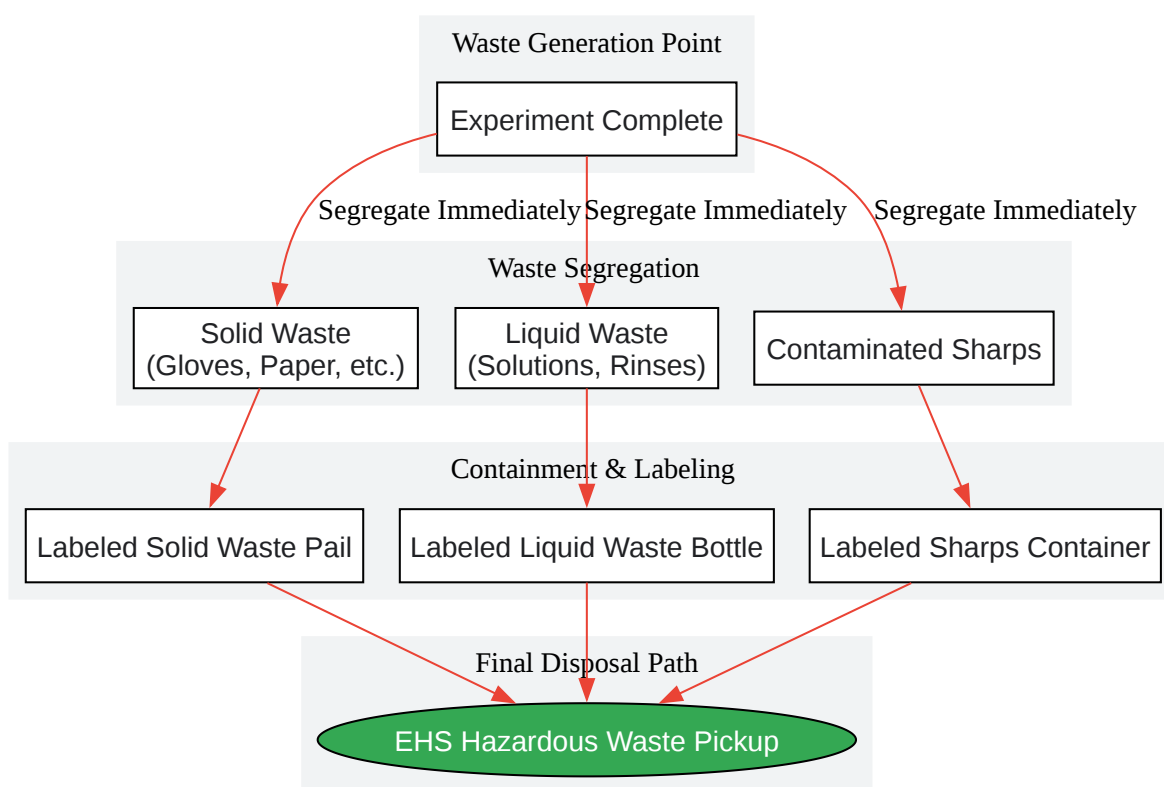 Waste Generation Point
Experiment Complete
Segregate Immediately
Segregate Immediately
Segregate Immediately
Waste Segregation
Solid Waste
(Gloves, Paper, etc.)
Liquid Waste
(Solutions, Rinses)
Contaminated Sharps
Containment & Labeling
Labeled Solid Waste Pail
Labeled Liquid Waste Bottle
Labeled Sharps Container
Final Disposal Path
EHS Hazardous Waste Pickup